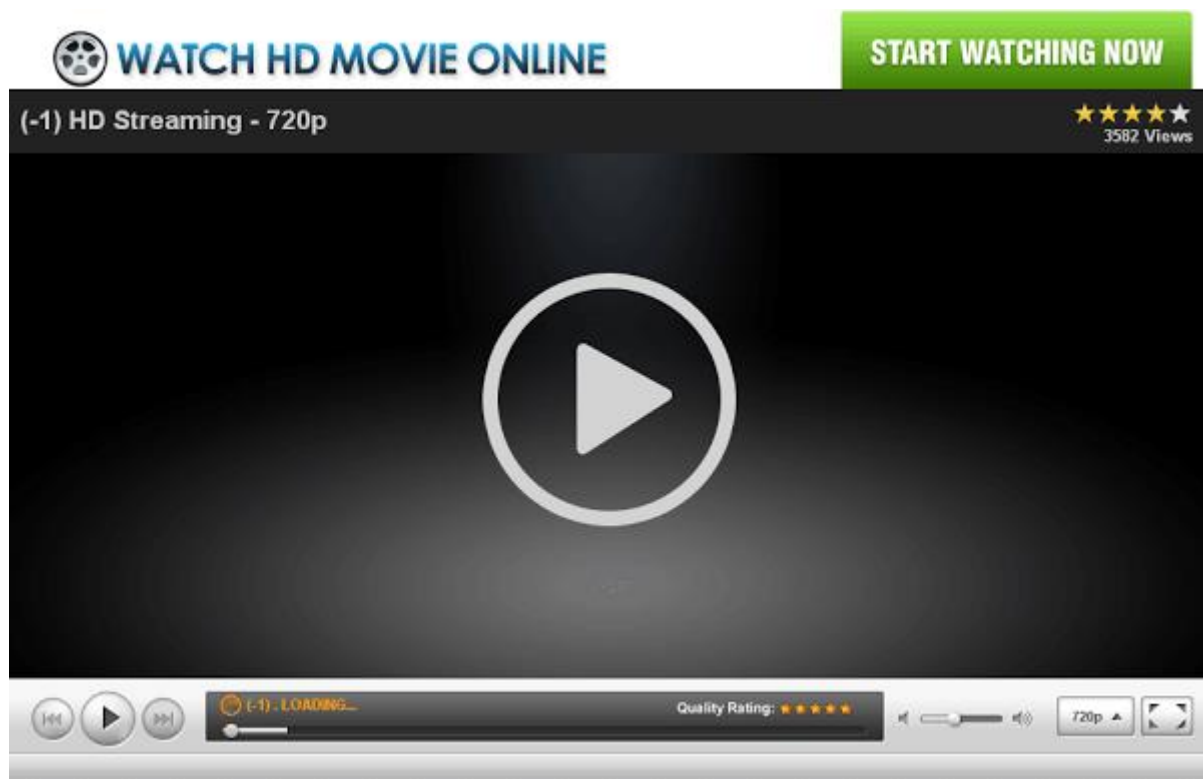 WATCH HD MOVIE ONLINE
START WATCHING NOW
(-1) HD Streaming - 720p
3582 Views
(-1) : LOADING...
Quality Rating:
720p